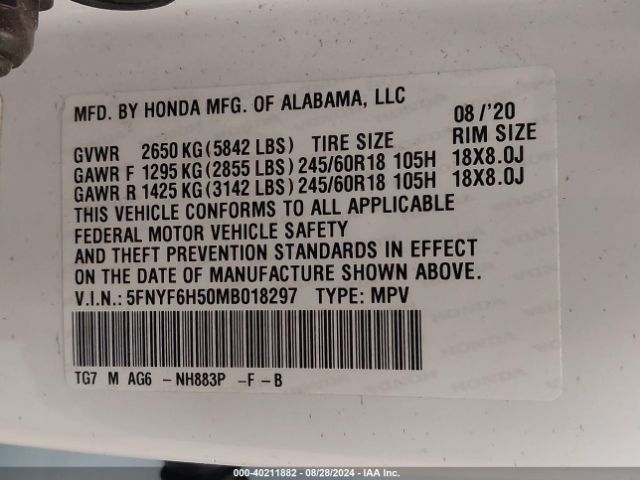 MFD. BY HONDA MFG. OF ALABAMA, LLC 08/'20
GVWR 2650 KG (5842 LBS) TIRE SIZE RIM SIZE
GAWR F 1295 KG (2855 LBS) 245/60R18 105H 18X8.0J
GAWR R 1425 KG (3142 LBS) 245/60R18 105H 18X8.0J
THIS VEHICLE CONFORMS TO ALL APPLICABLE
FEDERAL MOTOR VEHICLE SAFETY
AND THEFT PREVENTION STANDARDS IN EFFECT
ON THE DATE OF MANUFACTURE SHOWN ABOVE.
V.I.N.: 5FNYF6H50MB018297 TYPE: MPV
TG7 M AG6 - NH883P - F - B
000-40211882 / 08/28/2024 - IAA Inc.